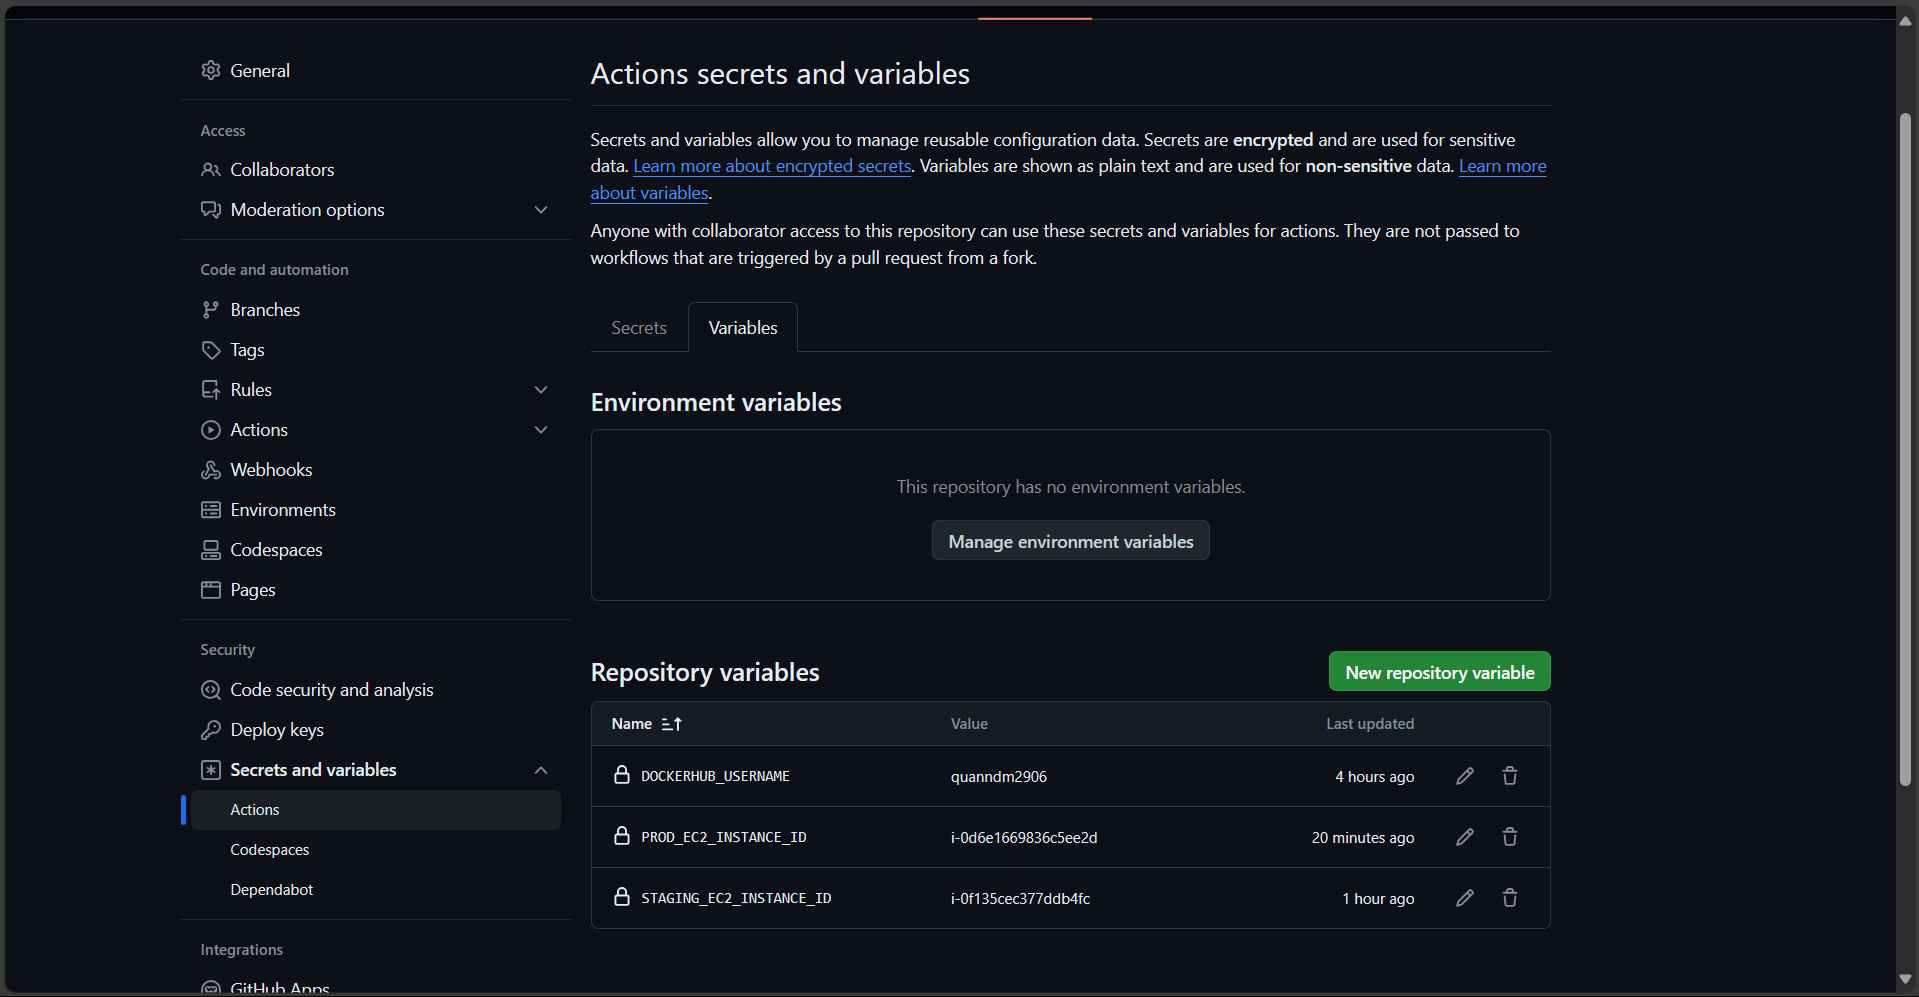 General
Access
Collaborators
Moderation options
Code and automation
Branches
Tags
Rules
Actions
Webhooks
Environments
Codespaces
Pages
Security
Code security and analysis
Deploy keys
Secrets and variables
Actions
Codespaces
Dependabot
Integrations
GitHub Apps
Actions secrets and variables
Secrets and variables allow you to manage reusable configuration data. Secrets are encrypted and are used for sensitive
data. Learn more about encrypted secrets. Variables are shown as plain text and are used for non-sensitive data. Learn more
about variables.
Anyone with collaborator access to this repository can use these secrets and variables for actions. They are not passed to
workflows that are triggered by a pull request from a fork.
Secrets Variables
Environment variables
This repository has no environment variables.
Manage environment variables
Repository variables New repository variable
Name Value Last updated
DOCKERHUB_USERNAME quanndm2906 4 hours ago
PROD_EC2_INSTANCE_ID i-0d6e1669836c5ee2d 20 minutes ago
STAGING_EC2_INSTANCE_ID i-0f135cec377ddb4fc 1 hour ago